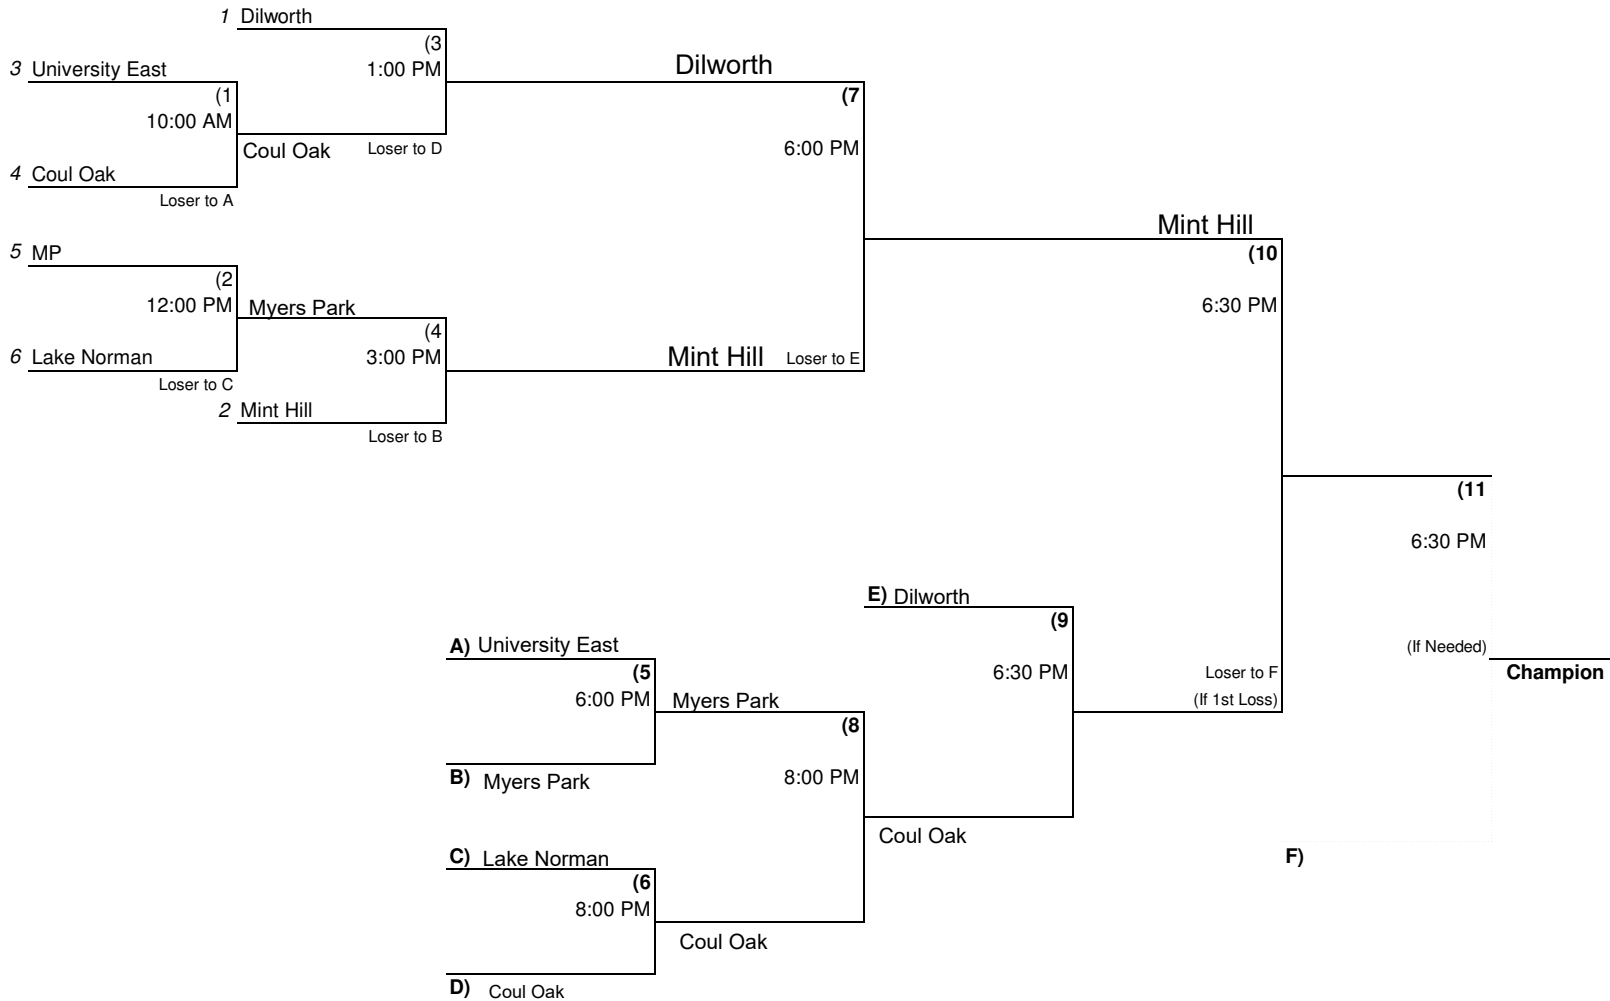 1 Dilworth
(3
1:00 PM
3 University East
(1
10:00 AM
Coul Oak
Loser to D
4 Coul Oak
Loser to A
Dilworth
(7
6:00 PM
5 MP
(2
12:00 PM
Myers Park
(4
3:00 PM
6 Lake Norman
Loser to C
2 Mint Hill
Loser to B
Mint Hill
Loser to E
Mint Hill
(10
6:30 PM
(11
6:30 PM
E) Dilworth
(9
6:30 PM
Loser to F
(If 1st Loss)
(If Needed)
Champion
A) University East
(5
6:00 PM
Myers Park
(8
8:00 PM
B) Myers Park
Coul Oak
C) Lake Norman
(6
8:00 PM
Coul Oak
D) Coul Oak
F)